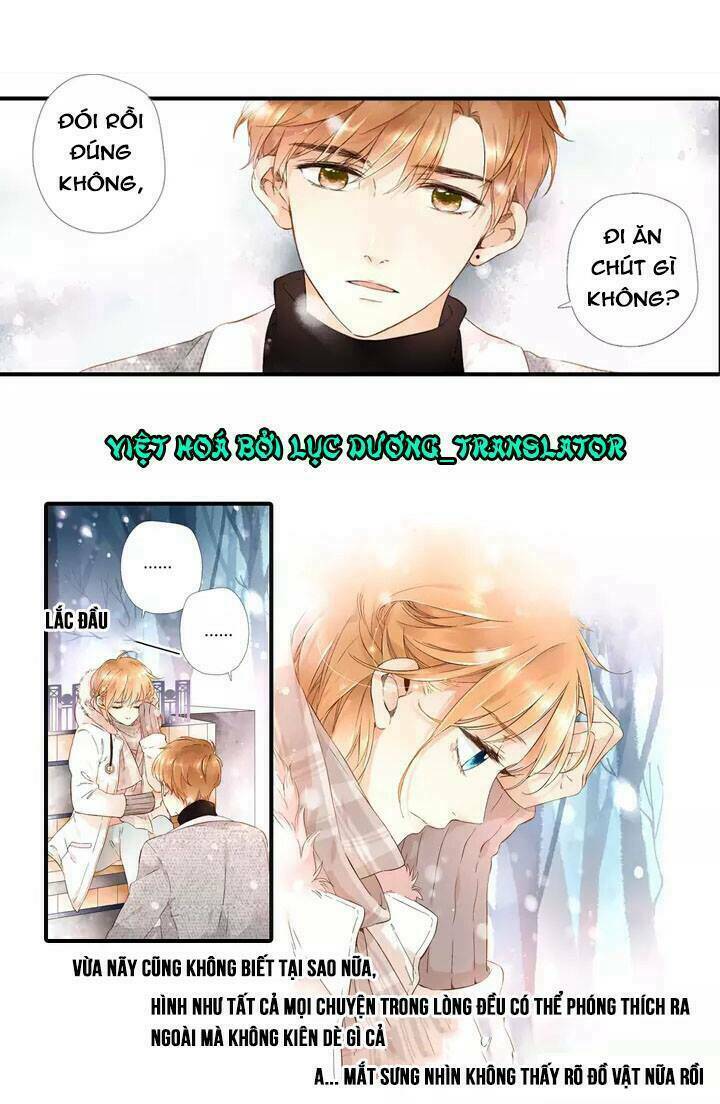 ĐÓI RỒI
ĐÚNG
KHÔNG,
ĐI ĂN
CHÚT GÌ
KHÔNG?
VIỆT HOÁ BỞI LỤC DƯƠNG_TRANSLATOR
......
......
LẮC ĐẦU
VỪA NÃY CŨNG KHÔNG BIẾT TẠI SAO NỮA,
HÌNH NHƯ TẤT CẢ MỌI CHUYỆN TRONG LÒNG ĐỀU CÓ THỂ PHÓNG THÍCH RA
NGOÀI MÀ KHÔNG KIÊN DÈ GÌ CẢ
A... MẮT SƯNG NHÌN KHÔNG THẤY RÕ ĐỒ VẬT NỮA RỒI